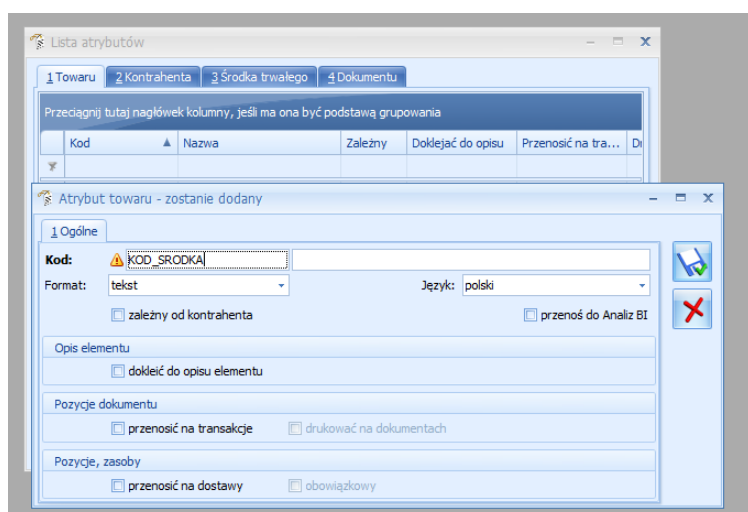 Lista atrybutów
1 Towaru 2 Kontrahenta 3 Środka trwałego 4 Dokumentu
Przeciągnij tutaj nagłówek kolumny, jeśli ma ona być podstawą grupowania
Kod Nazwa Zależny Doklejać do opisu Przenosić na tra...
Atrybut towaru - zostanie dodany
1 Ogólne
Kod: KOD_SRODKA
Format: tekst Język: polski
zależny od kontrahenta przenoś do Analiz BI
Opis elementu
dokleić do opisu elementu
Pozycje dokumentu
przenosić na transakcje drukować na dokumentach
Pozycje, zasoby
przenosić na dostawy obowiązkowy